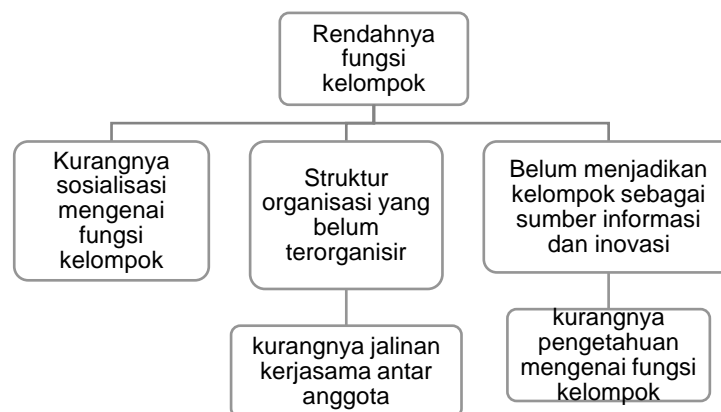 Rendahnya
fungsi
kelompok
Kurangnya
sosialisasi
mengenai
fungsi
kelompok
Struktur
organisasi yang
belum
terorganisir
Belum menjadikan
kelompok sebagai
sumber informasi
dan inovasi
kurangnya jalinan
kerjasama antar
anggota
kurangnya
pengetahuan
mengenai fungsi
kelompok